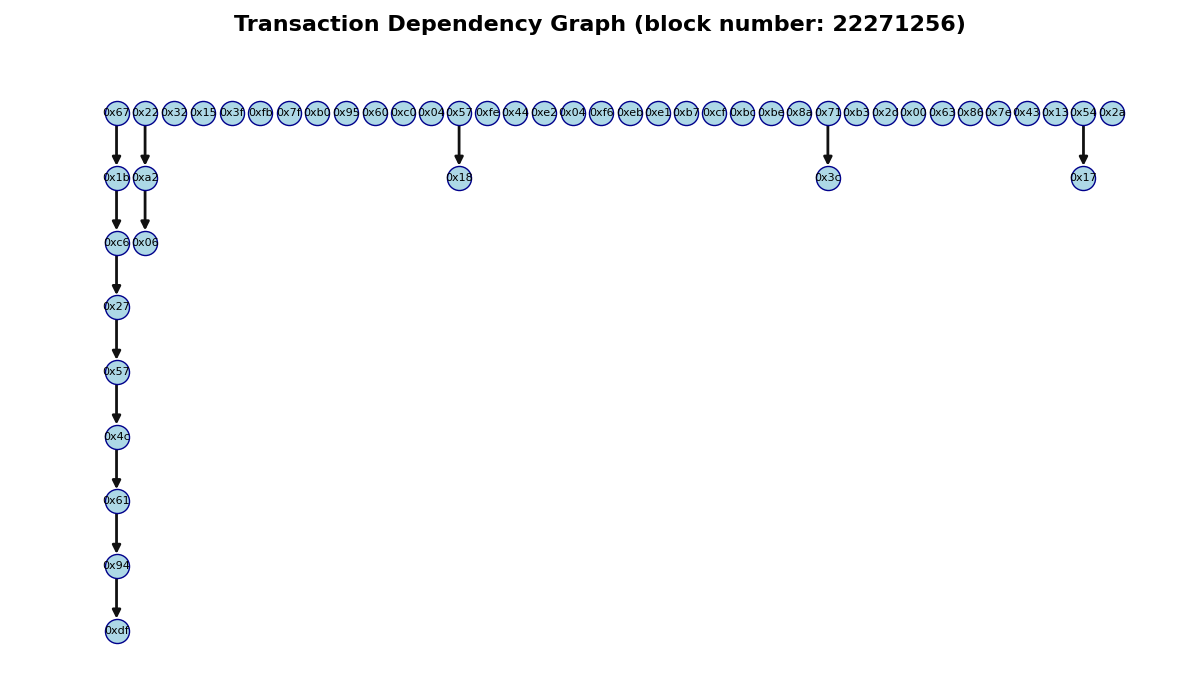 Transaction Dependency Graph (block number: 22271256)
0x67 0x22 0x32 0x15 0x3f 0xfb 0x7f 0xb0 0x95 0x60 0xc0 0x04 0x57 0xfe 0x44 0xe2 0x04 0xf6 0xeb 0xe1 0xb7 0xcf 0xbc 0xbe 0x8a 0x71 0xb3 0x2c 0x00 0x63 0x86 0x7e 0x43 0x13 0x54 0x2a
0x1b 0xa2 0x18 0x3c 0x17
0xc6 0x06
0x27
0x57
0x4c
0x61
0x94
0xdf